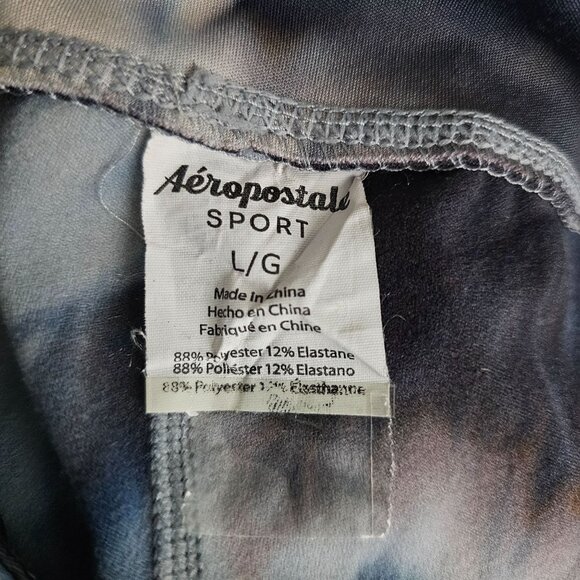 Aéropostale
SPORT
L/G
Made In China
Hecho en China
Fabriqué en Chine
88% Polyester 12% Elastane
88% Poliéster 12% Elastano
88% Polyester 12% Elasthanne